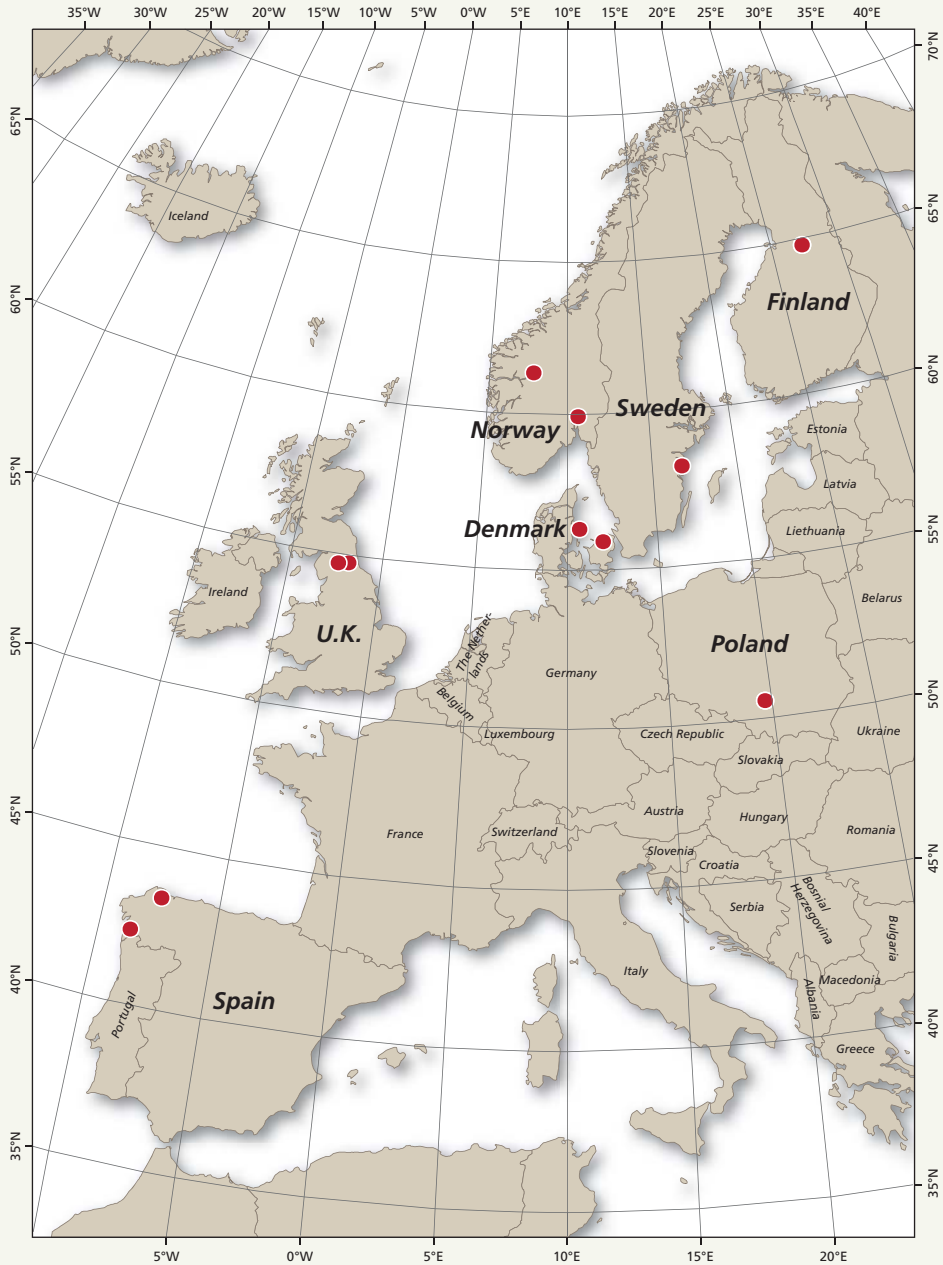 35°W 30°W 25°W 20°W 15°W 10°W 5°W 0°W 5°E 10°E 15°E 20°E 25°E 30°E 35°E 40°E
70°N
65°N
65°N
Iceland
60°N
Finland
60°N
Sweden
Norway
Estonia
55°N
Latvia
Denmark
Liethuania
55°N
Ireland
Belarus
U.K.
The Nether-
lands
Poland
50°N
Germany
Belgium
50°N
Luxembourg
Czech Republic
Ukraine
Slovakia
45°N
Austria
Hungary
France
Switzerland
Romania
45°N
Slovenia
Croatia
Serbia
Bosnial
Herzegovina
Bulgaria
40°N
Italy
Macedonia
Spain
Portugal
Albania
40°N
Greece
35°N
35°N
5°W 0°W 5°E 10°E 15°E 20°E